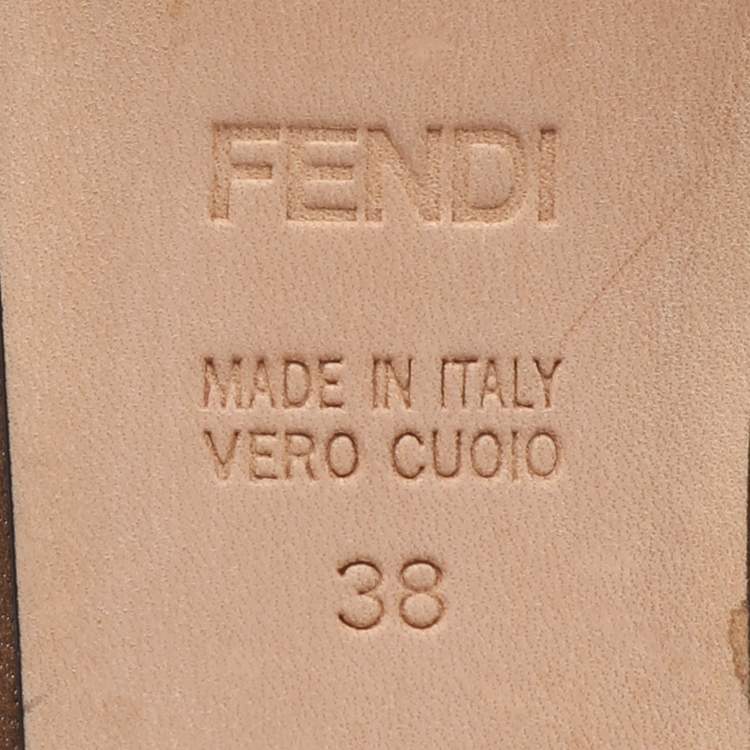 FENDI
MADE IN ITALY
VERO CUOIO
38